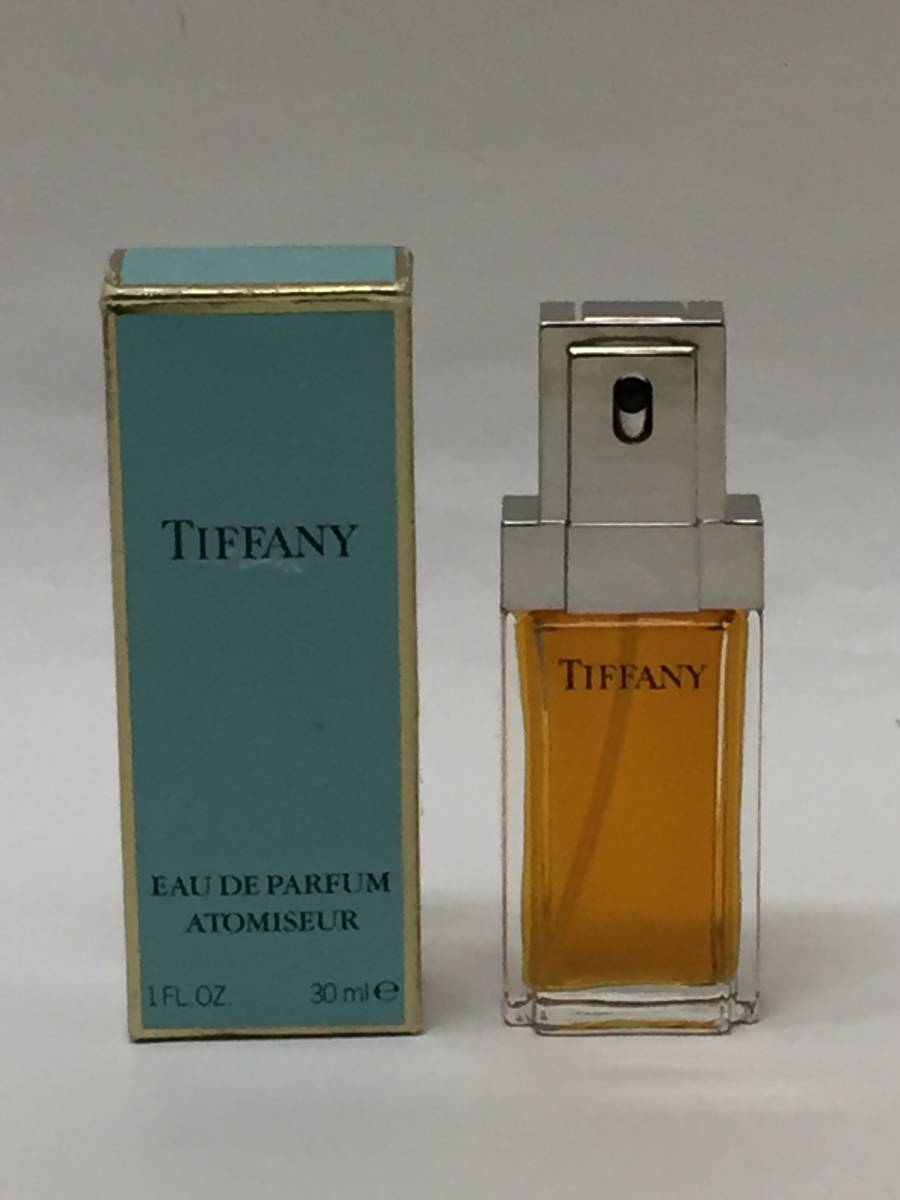 TIFFANY
EAU DE PARFUM
ATOMISEUR
1 FL. OZ. 30 ml ℮
TIFFANY